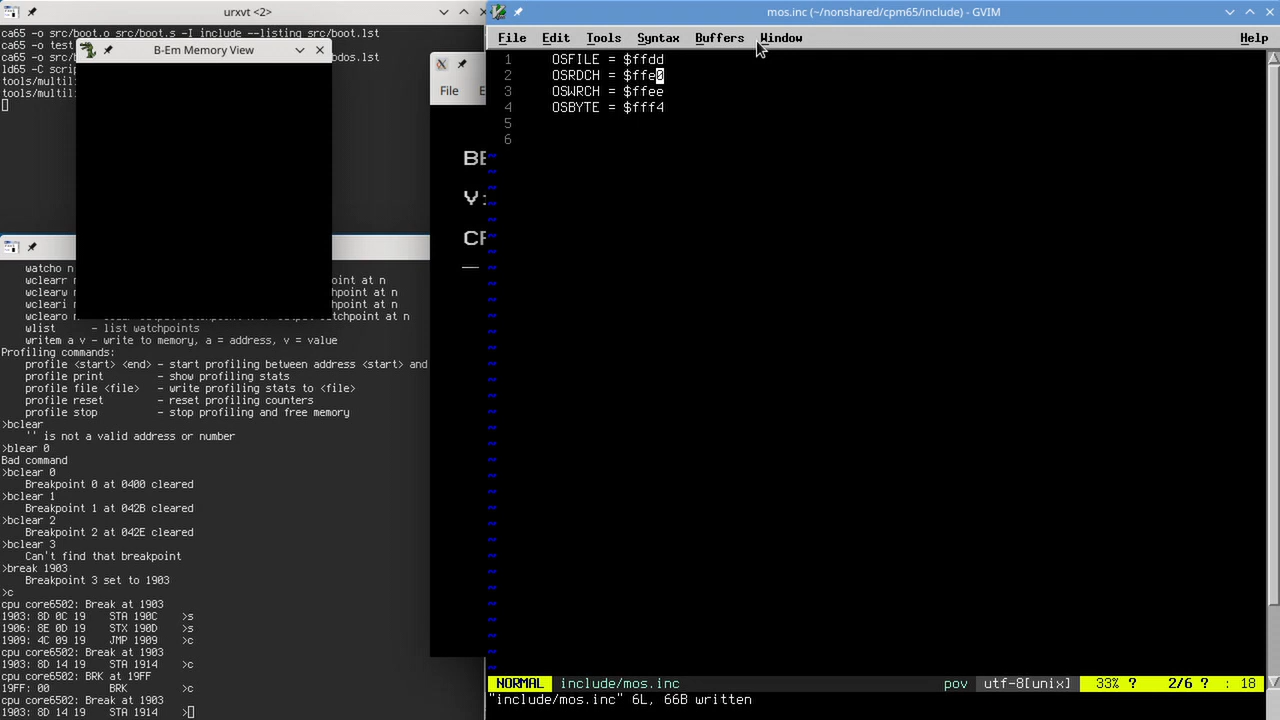 urxvt <2>
ca65 -o src/boot.o src/boot.s -I include --listing src/boot.lst
ca65 -o test
dos.lst
ld65 -C scrip
tools/multil
tools/multil
B-Em Memory View
File
BB
Vi
CP
watcho n
wclearr n
point at n
wclearw n
point at n
wcleari n
point at n
wclearo n
output watchpoint at n
wlist - list watchpoints
writem a v - write to memory, a = address, v = value
Profiling commands:
profile <start> <end> - start profiling between address <start> and
profile print - show profiling stats
profile file <file> - write profiling stats to <file>
profile reset - reset profiling counters
profile stop - stop profiling and free memory
>bclear
'' is not a valid address or number
>blear 0
Bad command
>bclear 0
Breakpoint 0 at 0400 cleared
>bclear 1
Breakpoint 1 at 042B cleared
>bclear 2
Breakpoint 2 at 042E cleared
>bclear 3
Can't find that breakpoint
>break 1903
Breakpoint 3 set to 1903
>c
cpu core6502: Break at 1903
1903: 8D 0C 19 STA 190C >s
1906: 8E 0D 19 STX 190D >s
1909: 4C 09 19 JMP 1909 >c
cpu core6502: Break at 1903
1903: 8D 14 19 STA 1914 >c
cpu core6502: BRK at 19FF
19FF: 00 BRK >c
cpu core6502: Break at 1903
1903: 8D 14 19 STA 1914 >
mos.inc (~/nonshared/cpm65/include) - GVIM
File Edit Tools Syntax Buffers Window Help
1 OSFILE = $ffdd
2 OSRDCH = $ffe0
3 OSWRCH = $ffee
4 OSBYTE = $fff4
5
6
NORMAL include/mos.inc pov utf-8[unix] 33% ? 2/6 ? : 18
"include/mos.inc" 6L, 66B written